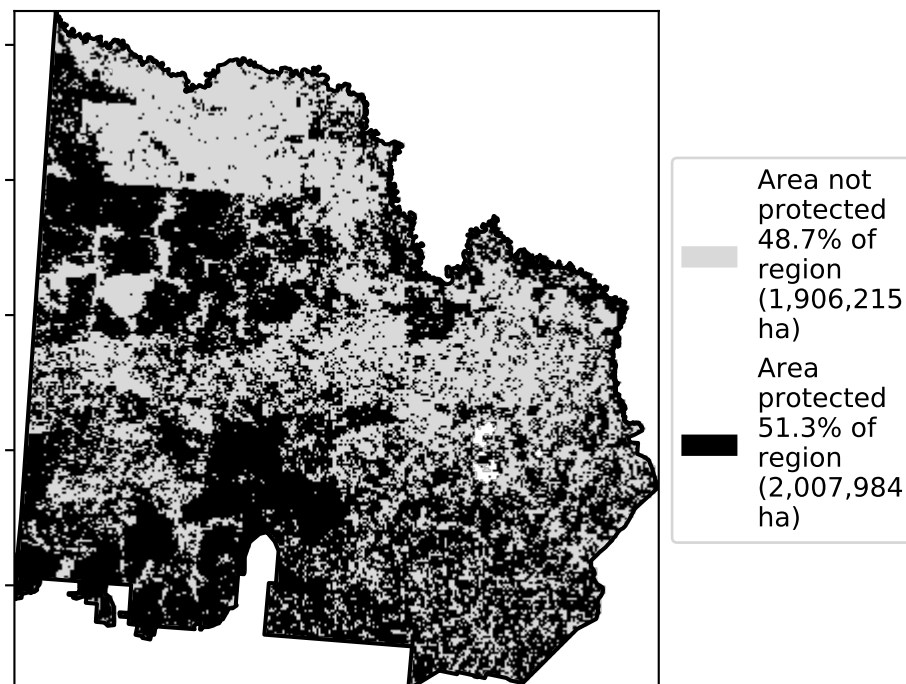 Area not
protected
48.7% of
region
(1,906,215
ha)
Area
protected
51.3% of
region
(2,007,984
ha)